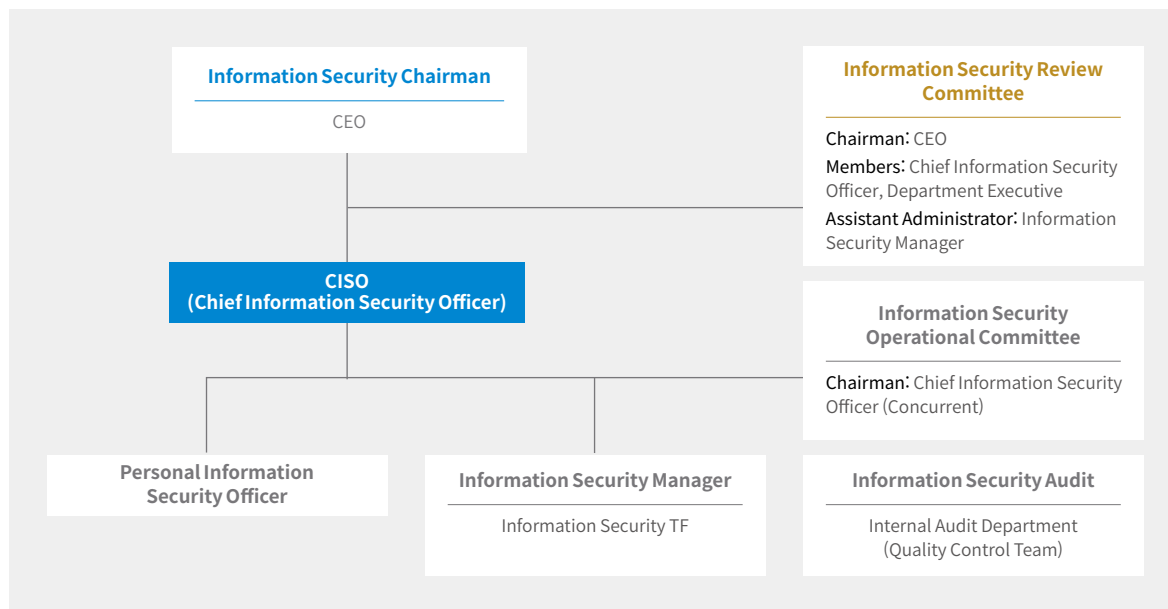 Information Security Chairman
CEO
Information Security Review
Committee
Chairman: CEO
Members: Chief Information Security
Officer, Department Executive
Assistant Administrator: Information
Security Manager
CISO
(Chief Information Security Officer)
Information Security
Operational Committee
Chairman: Chief Information Security
Officer (Concurrent)
Personal Information
Security Officer
Information Security Manager
Information Security TF
Information Security Audit
Internal Audit Department
(Quality Control Team)